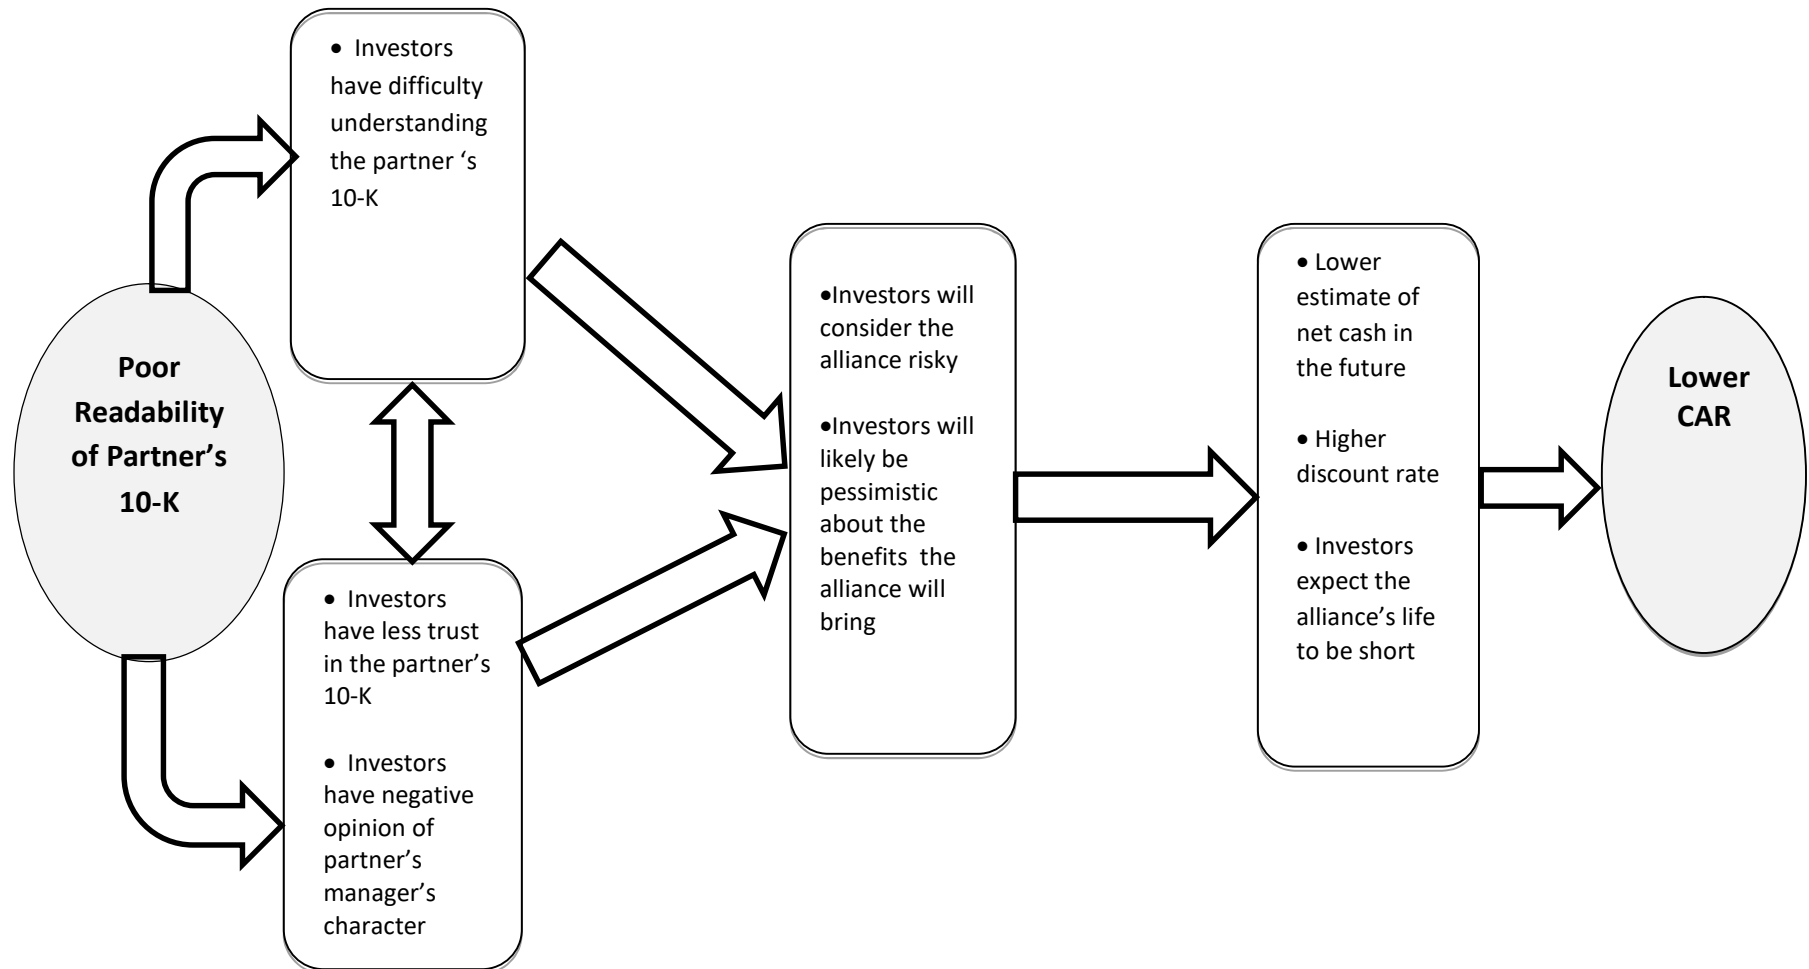 Poor
Readability
of Partner’s
10-K
• Investors
have difficulty
understanding
the partner ‘s
10-K
• Investors
have less trust
in the partner’s
10-K
• Investors
have negative
opinion of
partner’s
manager’s
character
•Investors will
consider the
alliance risky
•Investors will
likely be
pessimistic
about the
benefits the
alliance will
bring
• Lower
estimate of
net cash in
the future
• Higher
discount rate
• Investors
expect the
alliance’s life
to be short
Lower
CAR